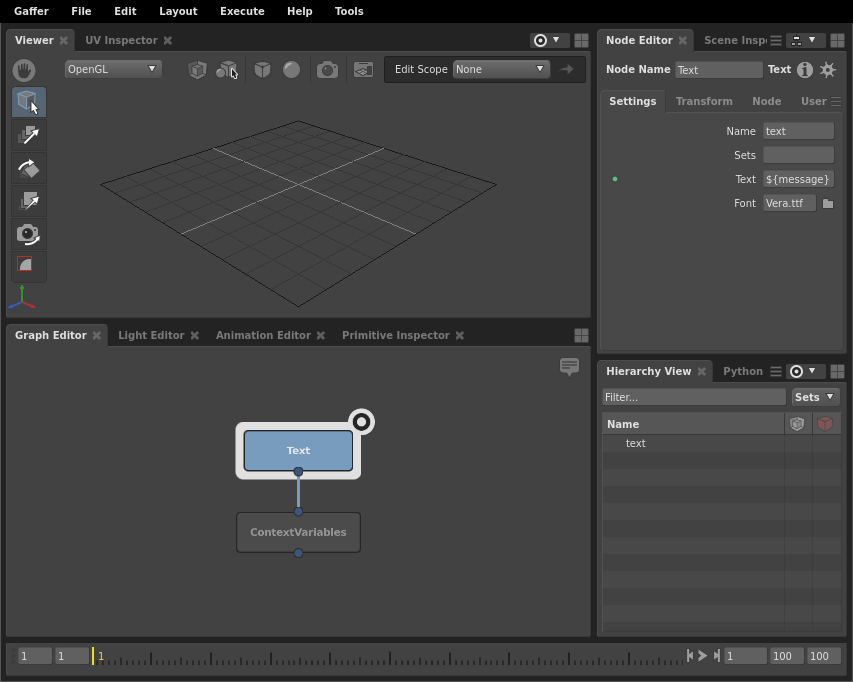 Gaffer File Edit Layout Execute Help Tools
Viewer UV Inspector
OpenGL Edit Scope None
Node Editor Scene Insp
Node Name Text Text
Settings Transform Node User
Name text
Sets
Text ${message}
Font Vera.ttf
Graph Editor Light Editor Animation Editor Primitive Inspector
Text
ContextVariables
Hierarchy View Python
Filter... Sets
Name
text
1 1 1 1 100 100